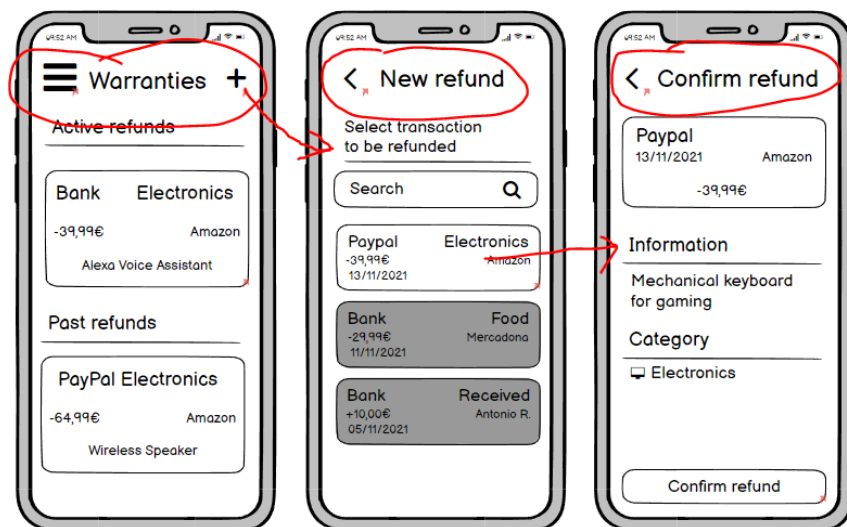 09:52 AM
Warranties +
Active refunds
Bank Electronics
-39,99€ Amazon
Alexa Voice Assistant
Past refunds
PayPal Electronics
-64,99€ Amazon
Wireless Speaker
09:52 AM
New refund
Select transaction
to be refunded
Search
Paypal Electronics
-39,99€ Amazon
13/11/2021
Bank Food
-29,99€ Mercadona
11/11/2021
Bank Received
+10,00€ Antonio R.
05/11/2021
09:52 AM
Confirm refund
Paypal
13/11/2021 Amazon
-39,99€
Information
Mechanical keyboard
for gaming
Category
Electronics
Confirm refund